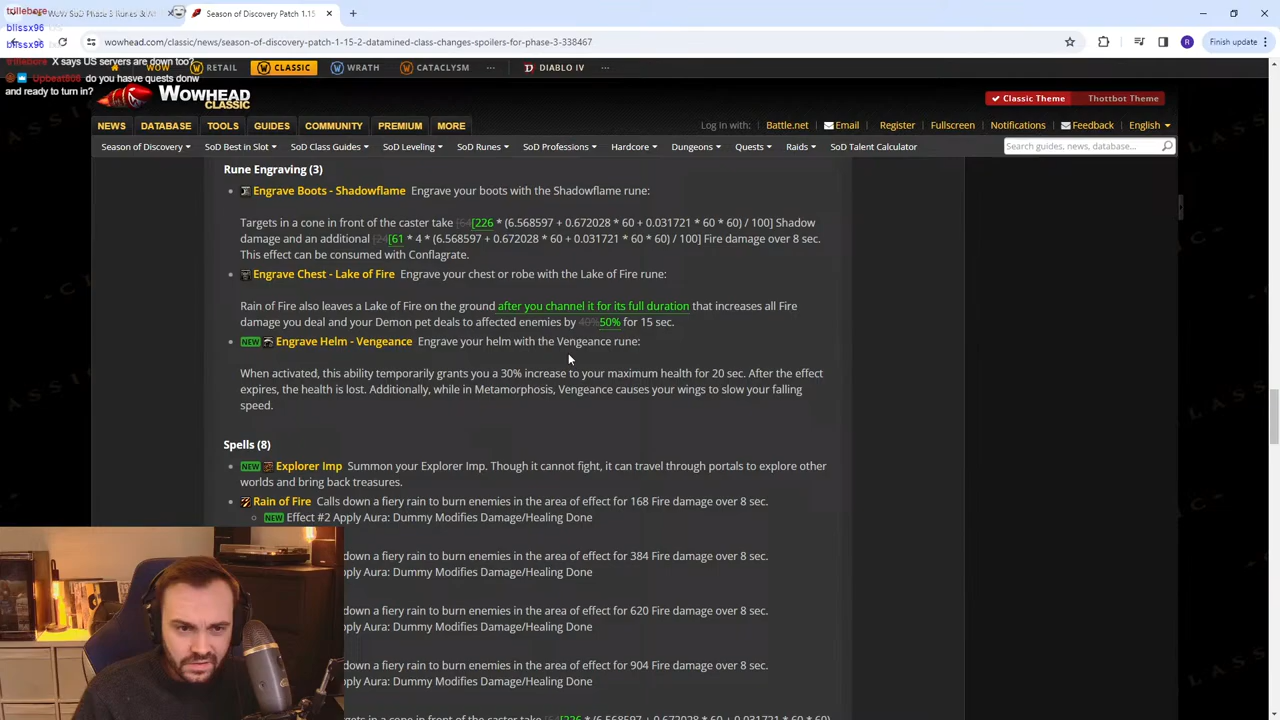 trillebore
WoW SoD Phase 3 Runes &
Season of Discovery Patch 1.15
blissx96
blissx96
wowhead.com/classic/news/season-of-discovery-patch-1-15-2-datamined-class-changes-spoilers-for-phase-3-338467
R
Finish update
X says US servers are down too?
WOW
RETAIL
CLASSIC
WRATH
CATACLYSM
DIABLO IV
Upbeat808 do you hasve quests donw
and ready to turn in?
WOWHEAD
CLASSIC
Classic Theme
Thottbot Theme
NEWS DATABASE TOOLS GUIDES COMMUNITY PREMIUM MORE
Log In with: Battle.net Email Register Fullscreen Notifications Feedback English
Season of Discovery SoD Best in Slot SoD Class Guides SoD Leveling SoD Runes SoD Professions Hardcore Dungeons Quests Raids SoD Talent Calculator
Search guides, news, database...
Rune Engraving (3)
Engrave Boots - Shadowflame Engrave your boots with the Shadowflame rune:
Targets in a cone in front of the caster take [64[226 * (6.568597 + 0.672028 * 60 + 0.031721 * 60 * 60) / 100] Shadow
damage and an additional [24[61 * 4 * (6.568597 + 0.672028 * 60 + 0.031721 * 60 * 60) / 100] Fire damage over 8 sec.
This effect can be consumed with Conflagrate.
Engrave Chest - Lake of Fire Engrave your chest or robe with the Lake of Fire rune:
Rain of Fire also leaves a Lake of Fire on the ground after you channel it for its full duration that increases all Fire
damage you deal and your Demon pet deals to affected enemies by 40%50% for 15 sec.
NEW Engrave Helm - Vengeance Engrave your helm with the Vengeance rune:
When activated, this ability temporarily grants you a 30% increase to your maximum health for 20 sec. After the effect
expires, the health is lost. Additionally, while in Metamorphosis, Vengeance causes your wings to slow your falling
speed.
Spells (8)
NEW Explorer Imp Summon your Explorer Imp. Though it cannot fight, it can travel through portals to explore other
worlds and bring back treasures.
Rain of Fire Calls down a fiery rain to burn enemies in the area of effect for 168 Fire damage over 8 sec.
NEW Effect #2 Apply Aura: Dummy Modifies Damage/Healing Done
down a fiery rain to burn enemies in the area of effect for 384 Fire damage over 8 sec.
pply Aura: Dummy Modifies Damage/Healing Done
down a fiery rain to burn enemies in the area of effect for 620 Fire damage over 8 sec.
pply Aura: Dummy Modifies Damage/Healing Done
down a fiery rain to burn enemies in the area of effect for 904 Fire damage over 8 sec.
pply Aura: Dummy Modifies Damage/Healing Done